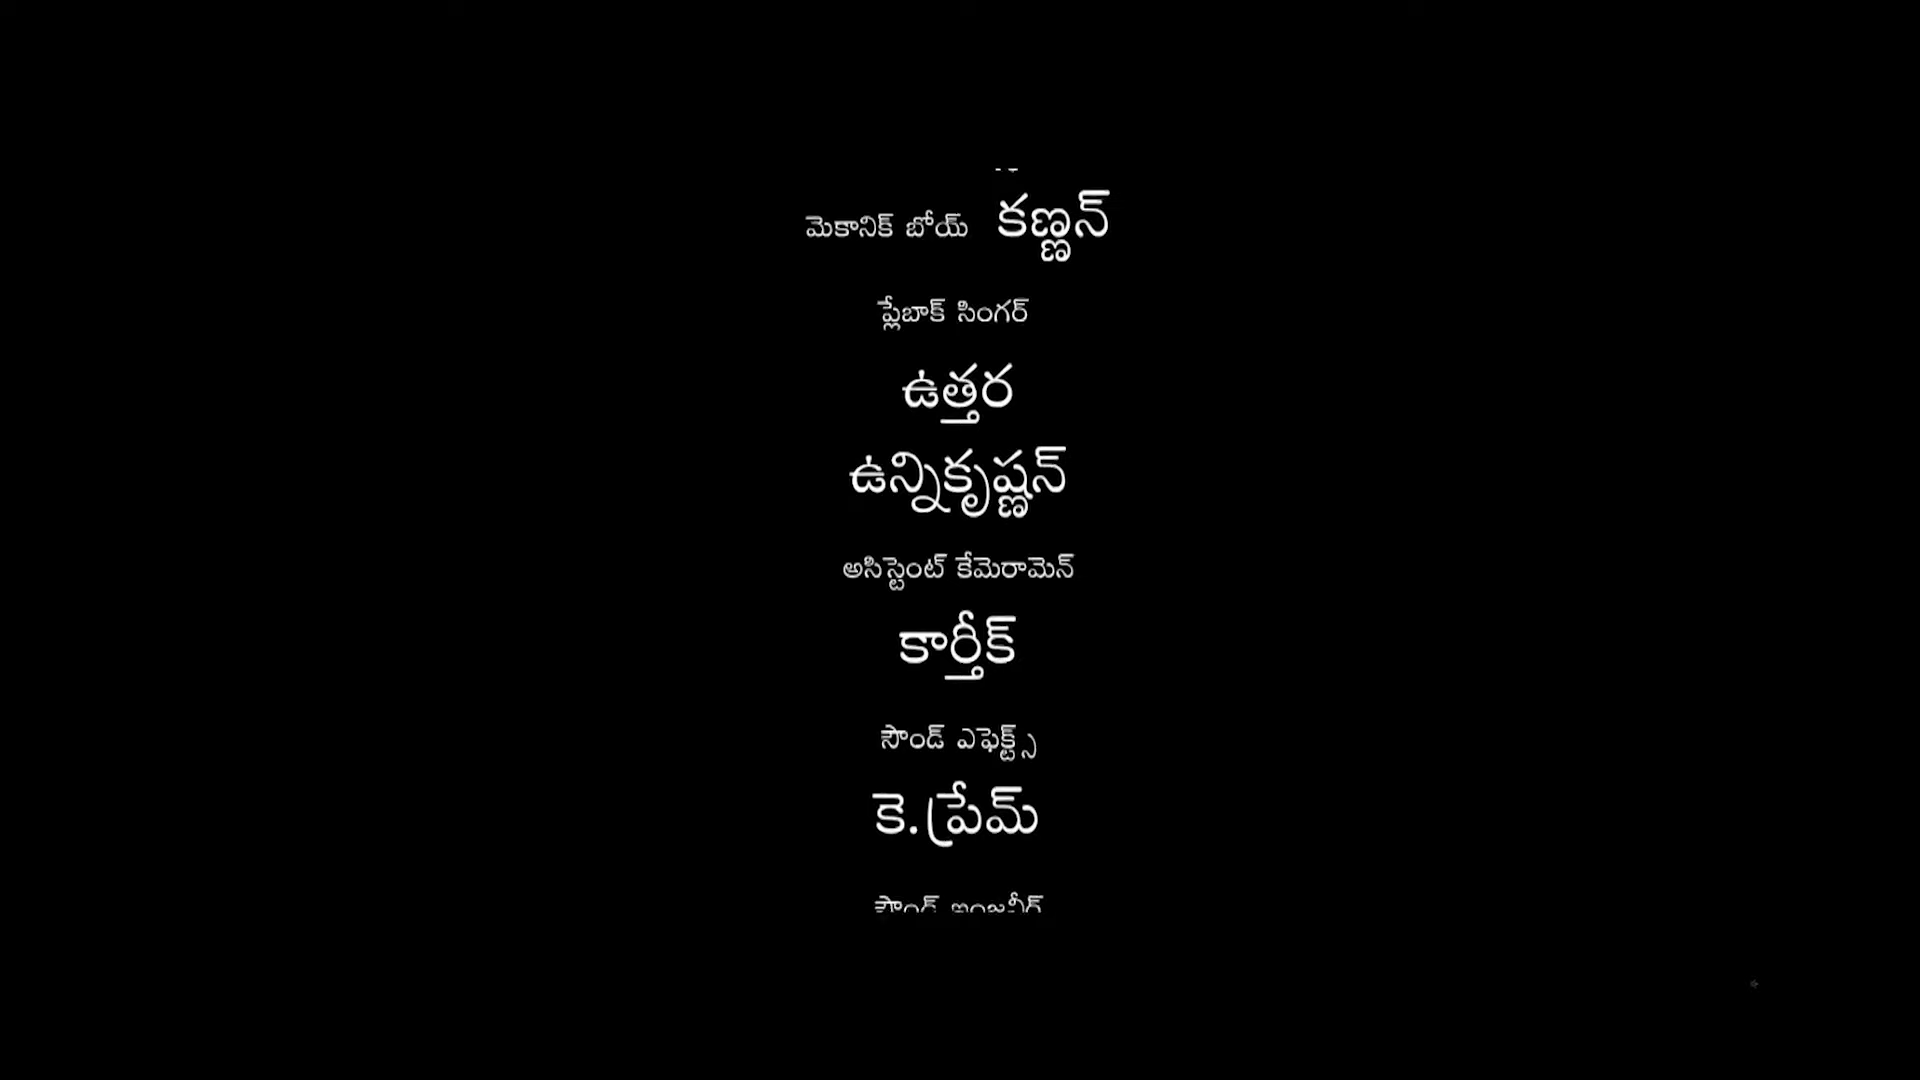 మెకానిక్ బోయ్ కణ్ణన్
ప్లేబాక్ సింగర్
ఉత్తర
ఉన్నికృష్ణన్
అసిస్టెంట్ కేమెరామెన్
కార్తీక్
సౌండ్ ఎఫెక్ట్స్
కె.ప్రేమ్
సౌండ్